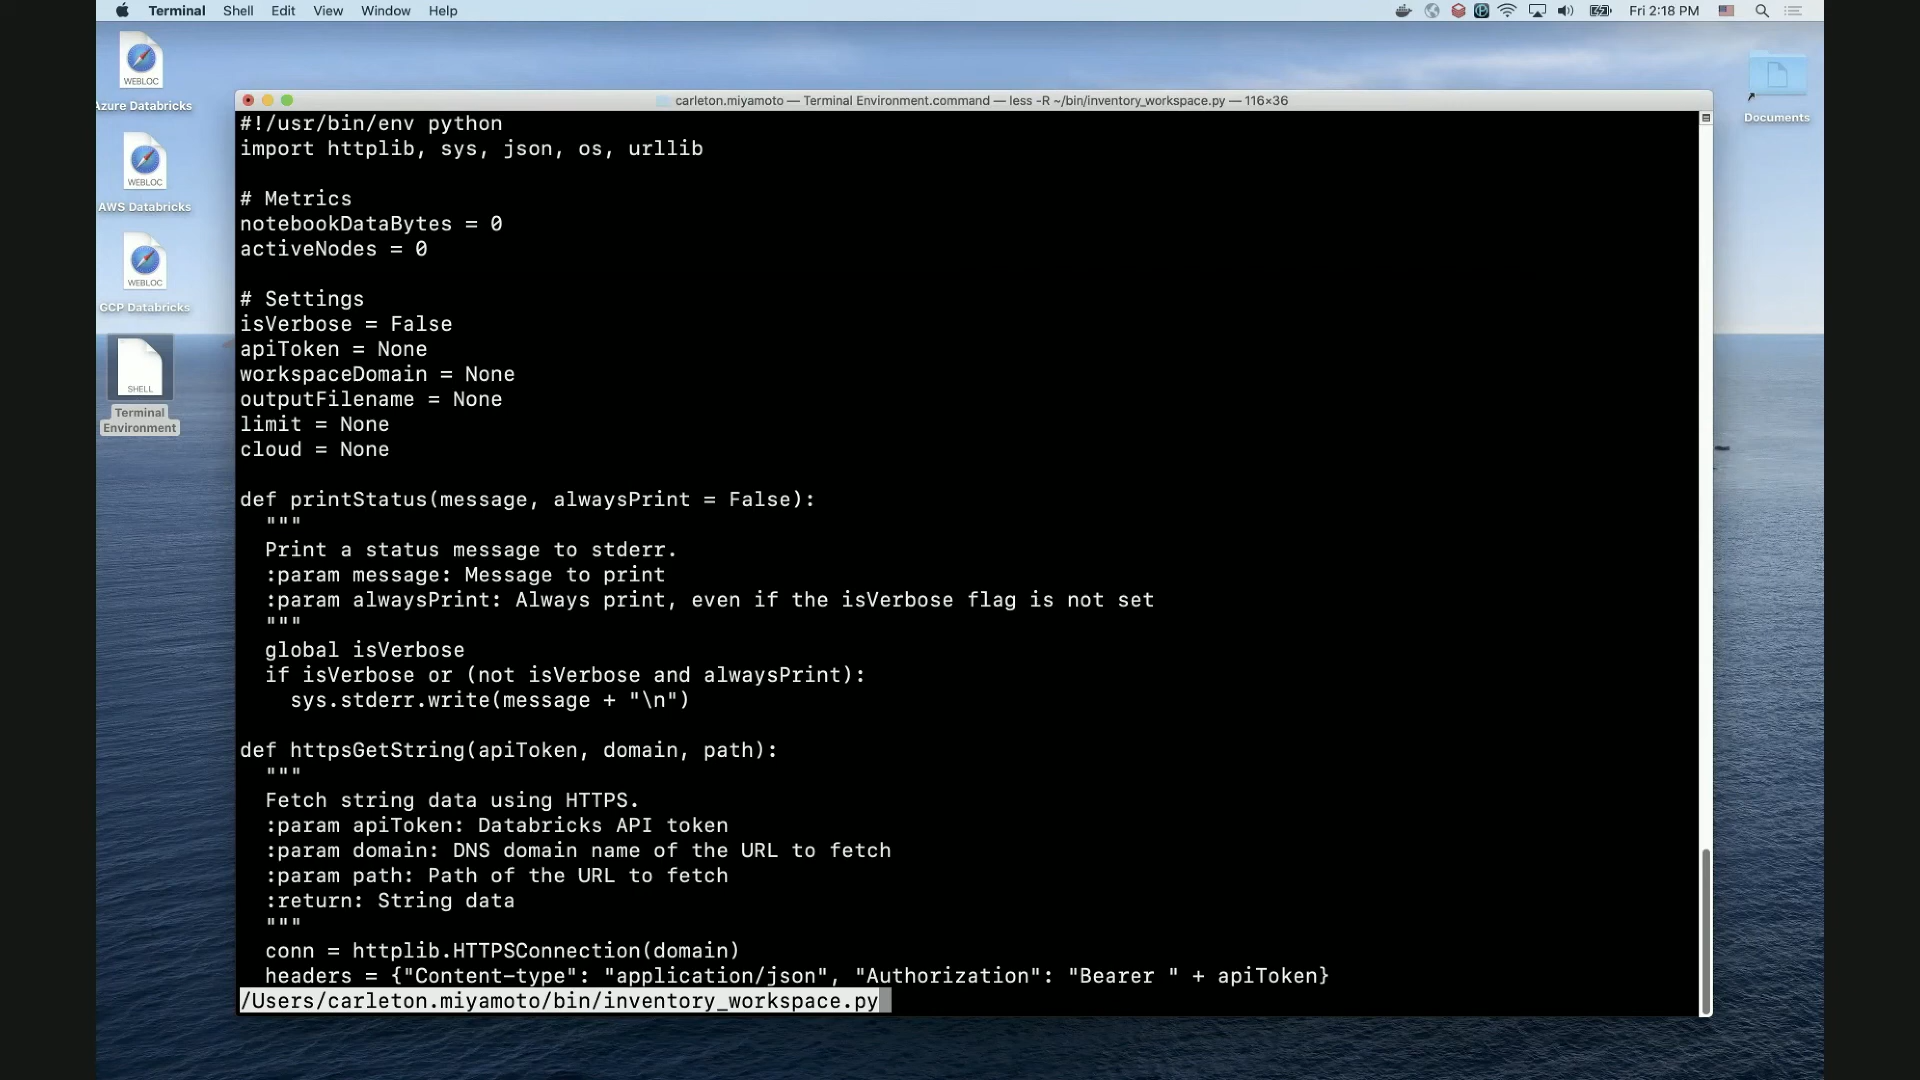 Terminal Shell Edit View Window Help
Fri 2:18 PM
WEBLOC
Azure Databricks
WEBLOC
AWS Databricks
WEBLOC
GCP Databricks
SHELL
Terminal
Environment
Documents
carleton.miyamoto — Terminal Environment.command — less -R ~/bin/inventory_workspace.py — 116×36
#!/usr/bin/env python
import httplib, sys, json, os, urllib
# Metrics
notebookDataBytes = 0
activeNodes = 0
# Settings
isVerbose = False
apiToken = None
workspaceDomain = None
outputFilename = None
limit = None
cloud = None
def printStatus(message, alwaysPrint = False):
"""
Print a status message to stderr.
:param message: Message to print
:param alwaysPrint: Always print, even if the isVerbose flag is not set
"""
global isVerbose
if isVerbose or (not isVerbose and alwaysPrint):
sys.stderr.write(message + "\n")
def httpsGetString(apiToken, domain, path):
"""
Fetch string data using HTTPS.
:param apiToken: Databricks API token
:param domain: DNS domain name of the URL to fetch
:param path: Path of the URL to fetch
:return: String data
"""
conn = httplib.HTTPSConnection(domain)
headers = {"Content-type": "application/json", "Authorization": "Bearer " + apiToken}
/Users/carleton.miyamoto/bin/inventory_workspace.py